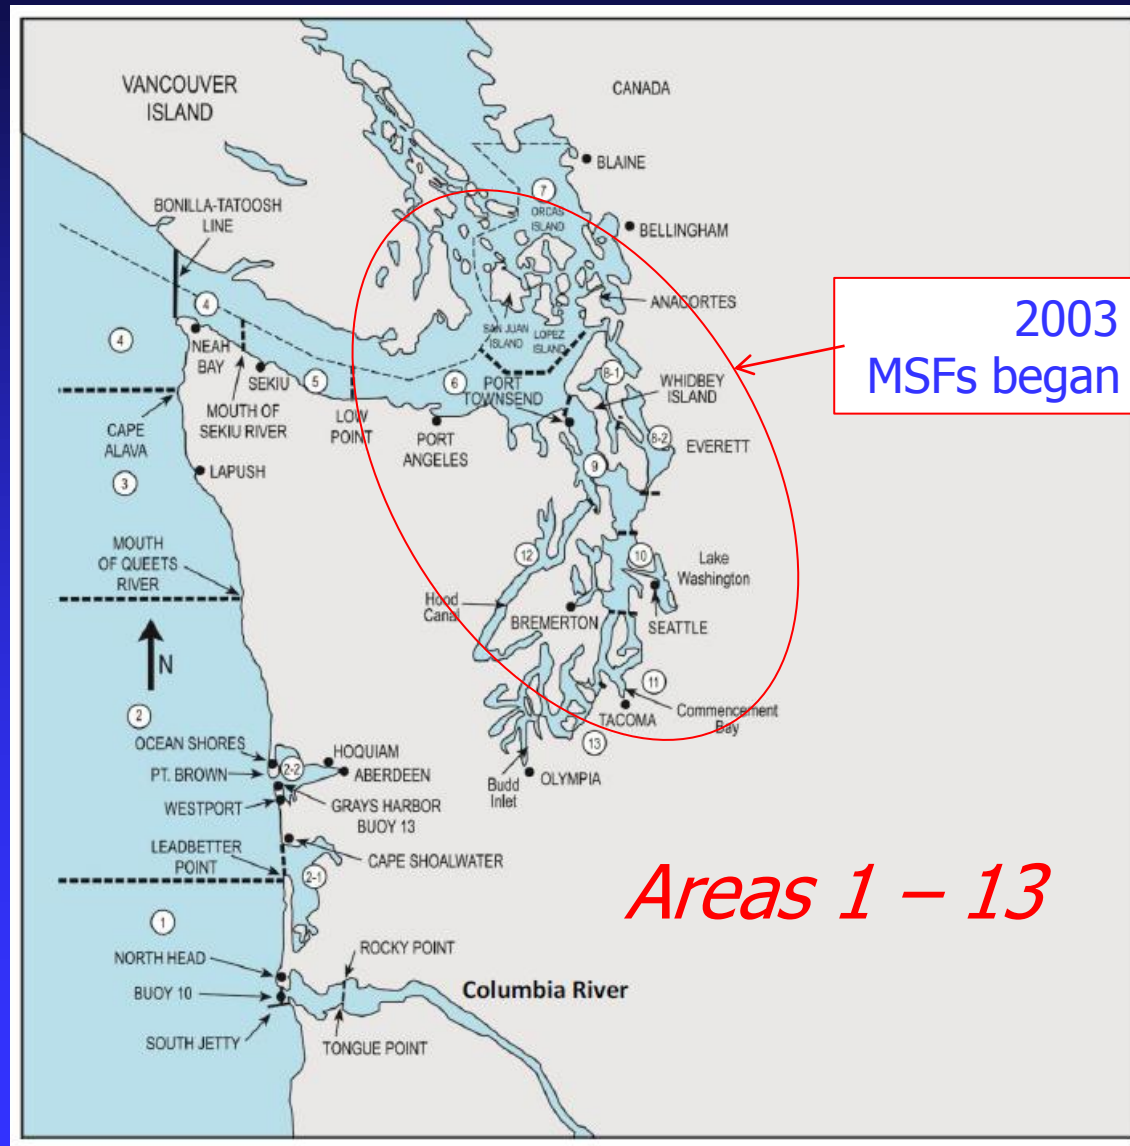 VANCOUVER
ISLAND
CANADA
BLAINE
7
ORCAS
ISLAND
BONILLA-TATOOSH
LINE
BELLINGHAM
ANACORTES
2003
MSFs began
4
4
NEAH
BAY
SEKIU
5
SAN JUAN
ISLAND
LOPEZ
ISLAND
6
PORT
TOWNSEND
8-1
WHIDBEY
ISLAND
MOUTH OF
SEKIU RIVER
LOW
POINT
PORT
ANGELES
8-2
EVERETT
CAPE
ALAVA
LAPUSH
3
9
MOUTH
OF QUEETS
RIVER
12
10
Lake
Washington
Hood
Canal
BREMERTON
SEATTLE
N
11
Commencement
Bay
TACOMA
13
2
OCEAN SHORES
HOQUIAM
2-2
PT. BROWN
ABERDEEN
Budd
Inlet
OLYMPIA
WESTPORT
GRAYS HARBOR
BUOY 13
LEADBETTER
POINT
CAPE SHOALWATER
2-1
Areas 1 – 13
1
NORTH HEAD
ROCKY POINT
BUOY 10
Columbia River
SOUTH JETTY
TONGUE POINT